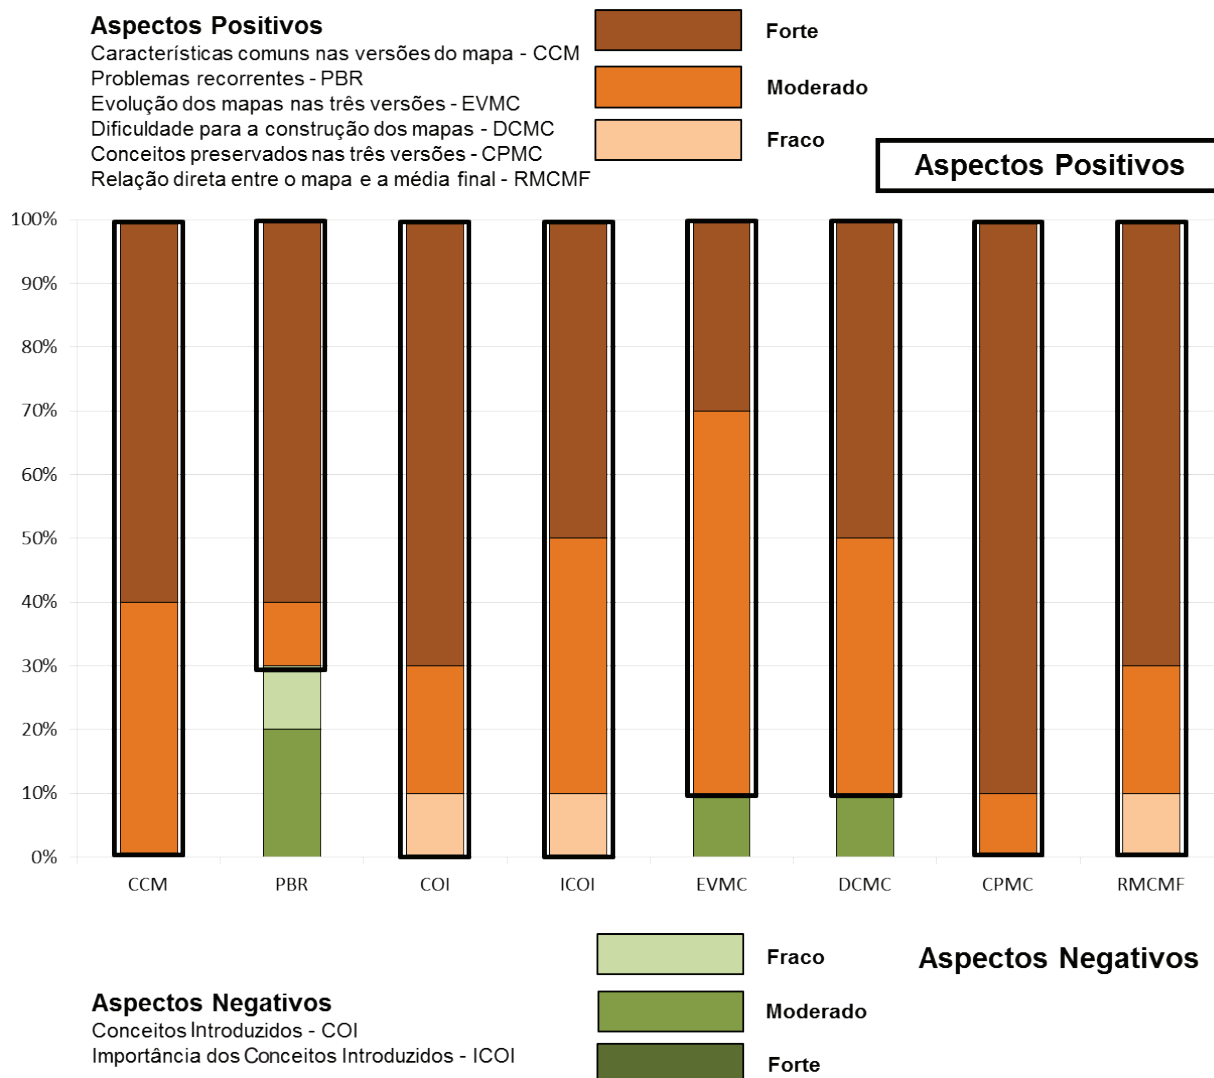 Aspectos Positivos
Características comuns nas versões do mapa - CCM
Problemas recorrentes - PBR
Evolução dos mapas nas três versões - EVMC
Dificuldade para a construção dos mapas - DCMC
Conceitos preservados nas três versões - CPMC
Relação direta entre o mapa e a média final - RMCMF
Forte
Moderado
Fraco
Aspectos Positivos
100%
90%
80%
70%
60%
50%
40%
30%
20%
10%
0%
CCM PBR COI ICOI EVMC DCMC CPMC RMCMF
Aspectos Negativos
Conceitos Introduzidos - COI
Importância dos Conceitos Introduzidos - ICOI
Fraco
Moderado
Forte
Aspectos Negativos